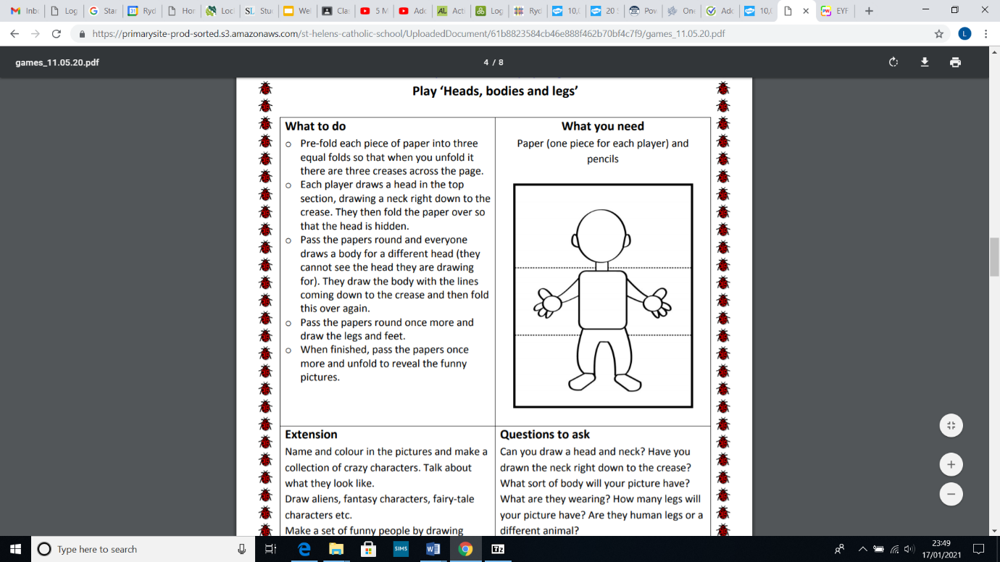 Inb
Log
Star
Ryd
Hor
Loc
SL Stu
We
Cla
5 M
Adc
AL Acti
Log
Ryd
10,(
20 :
Pov
One
Adc
10,(
EYF
https://primarysite-prod-sorted.s3.amazonaws.com/st-helens-catholic-school/UploadedDocument/61b8823584cb46e888f462b70bf4c7f9/games_11.05.20.pdf
L
games_11.05.20.pdf
4 / 8
Play ‘Heads, bodies and legs’
What to do
o Pre-fold each piece of paper into three
equal folds so that when you unfold it
there are three creases across the page.
o Each player draws a head in the top
section, drawing a neck right down to the
crease. They then fold the paper over so
that the head is hidden.
o Pass the papers round and everyone
draws a body for a different head (they
cannot see the head they are drawing
for). They draw the body with the lines
coming down to the crease and then fold
this over again.
o Pass the papers round once more and
draw the legs and feet.
o When finished, pass the papers once
more and unfold to reveal the funny
pictures.
What you need
Paper (one piece for each player) and
pencils
Extension
Name and colour in the pictures and make a
collection of crazy characters. Talk about
what they look like.
Draw aliens, fantasy characters, fairy-tale
characters etc.
Make a set of funny people by drawing
Questions to ask
Can you draw a head and neck? Have you
drawn the neck right down to the crease?
What sort of body will your picture have?
What are they wearing? How many legs will
your picture have? Are they human legs or a
different animal?
Type here to search
SIMS
23:49
17/01/2021